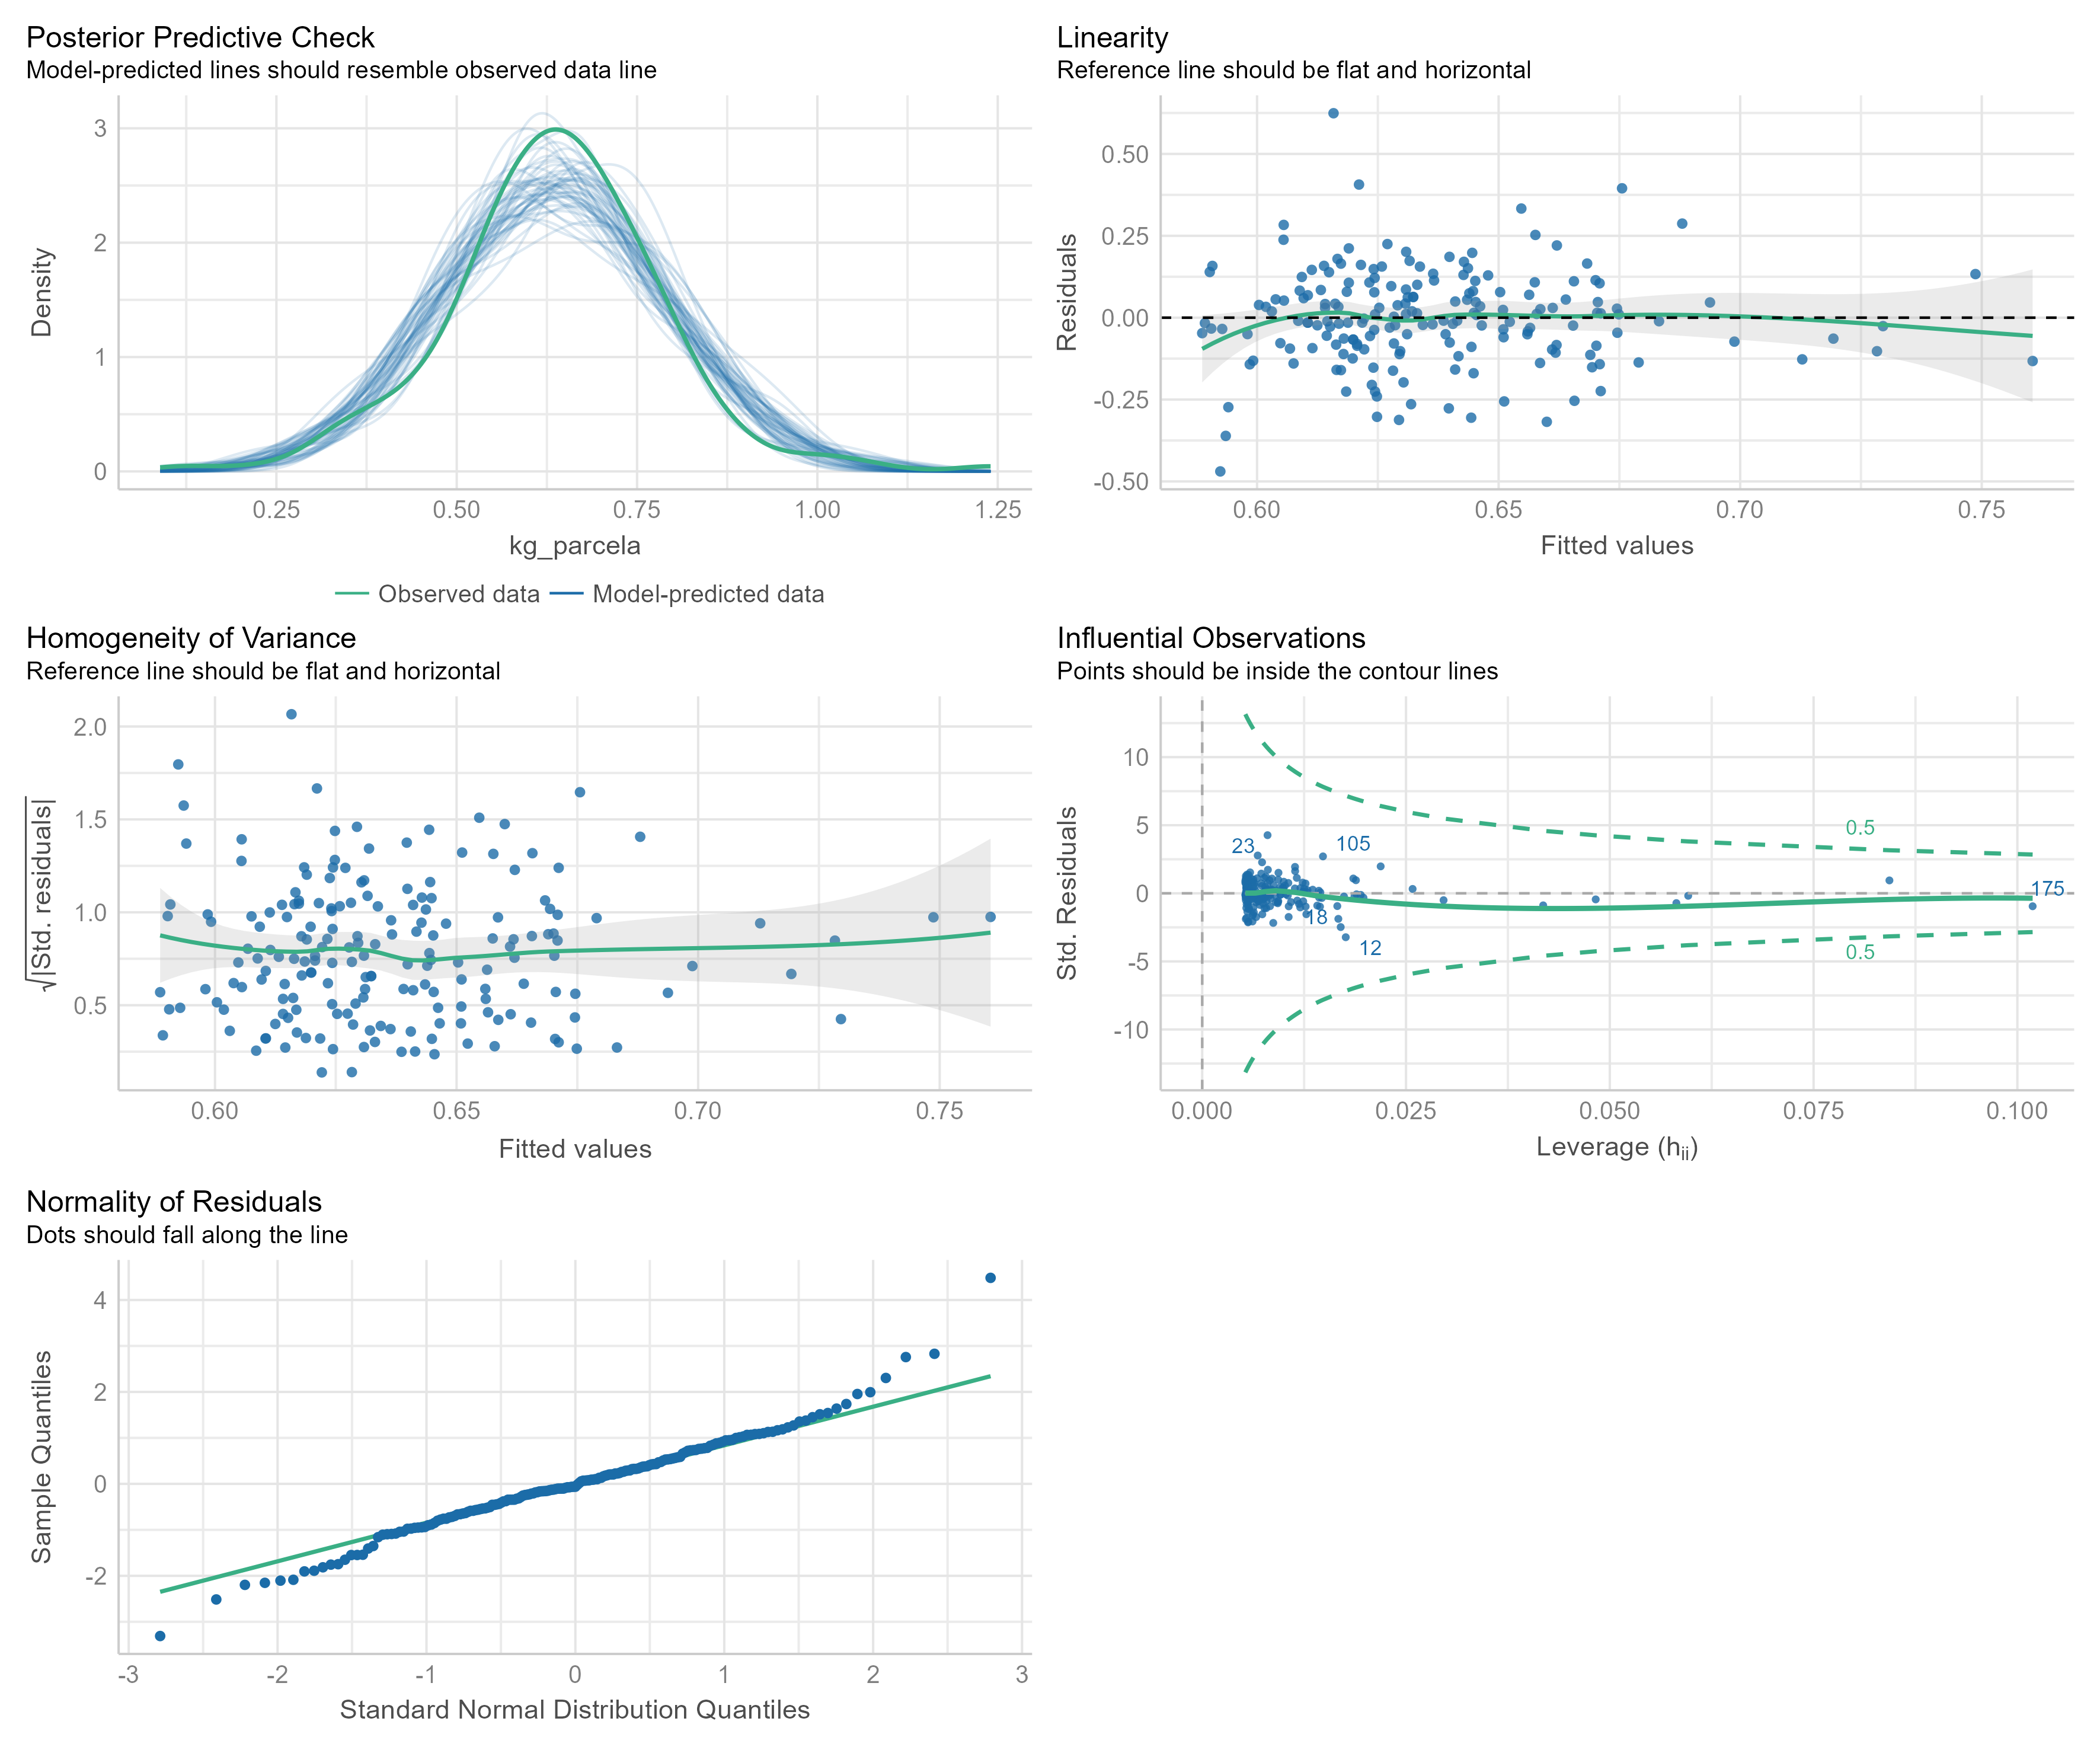 Posterior Predictive Check
Model-predicted lines should resemble observed data line
Density
3
2
1
0
0.25 0.50 0.75 1.00 1.25
kg_parcela
Observed data Model-predicted data
Linearity
Reference line should be flat and horizontal
Residuals
0.50
0.25
0.00
-0.25
-0.50
0.60 0.65 0.70 0.75
Fitted values
Homogeneity of Variance
Reference line should be flat and horizontal
√|Std. residuals|
2.0
1.5
1.0
0.5
0.60 0.65 0.70 0.75
Fitted values
Influential Observations
Points should be inside the contour lines
Std. Residuals
10
5
0
-5
-10
0.5
23
105
175
18
12
0.5
0.000 0.025 0.050 0.075 0.100
Leverage (hᵢᵢ)
Normality of Residuals
Dots should fall along the line
Sample Quantiles
4
2
0
-2
-3 -2 -1 0 1 2 3
Standard Normal Distribution Quantiles